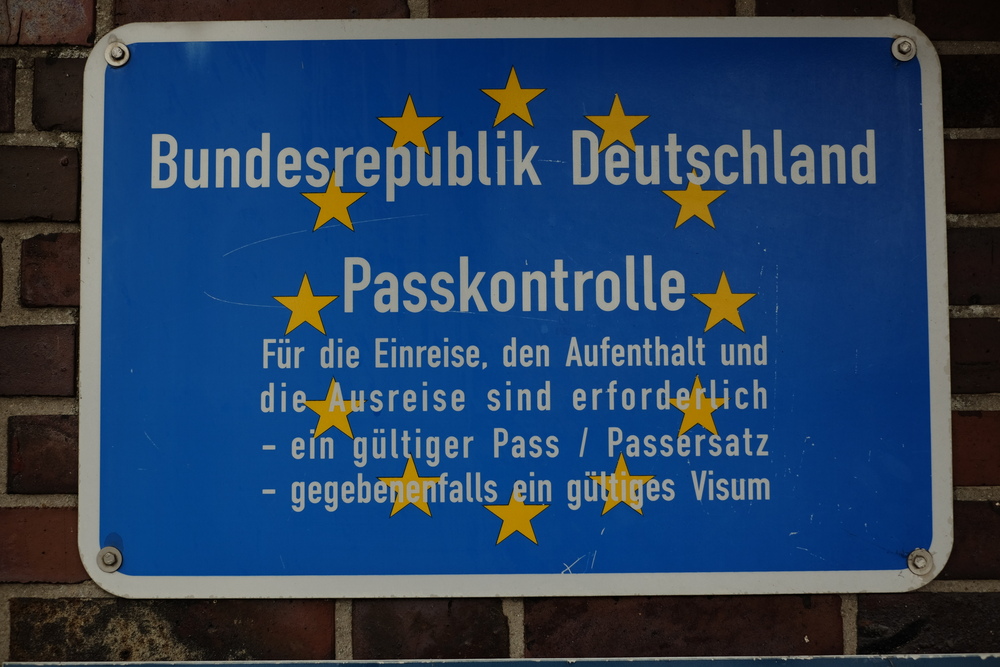 Bundesrepublik Deutschland
Passkontrolle
Für die Einreise, den Aufenthalt und
die Ausreise sind erforderlich
- ein gültiger Pass / Passersatz
- gegebenenfalls ein gültiges Visum